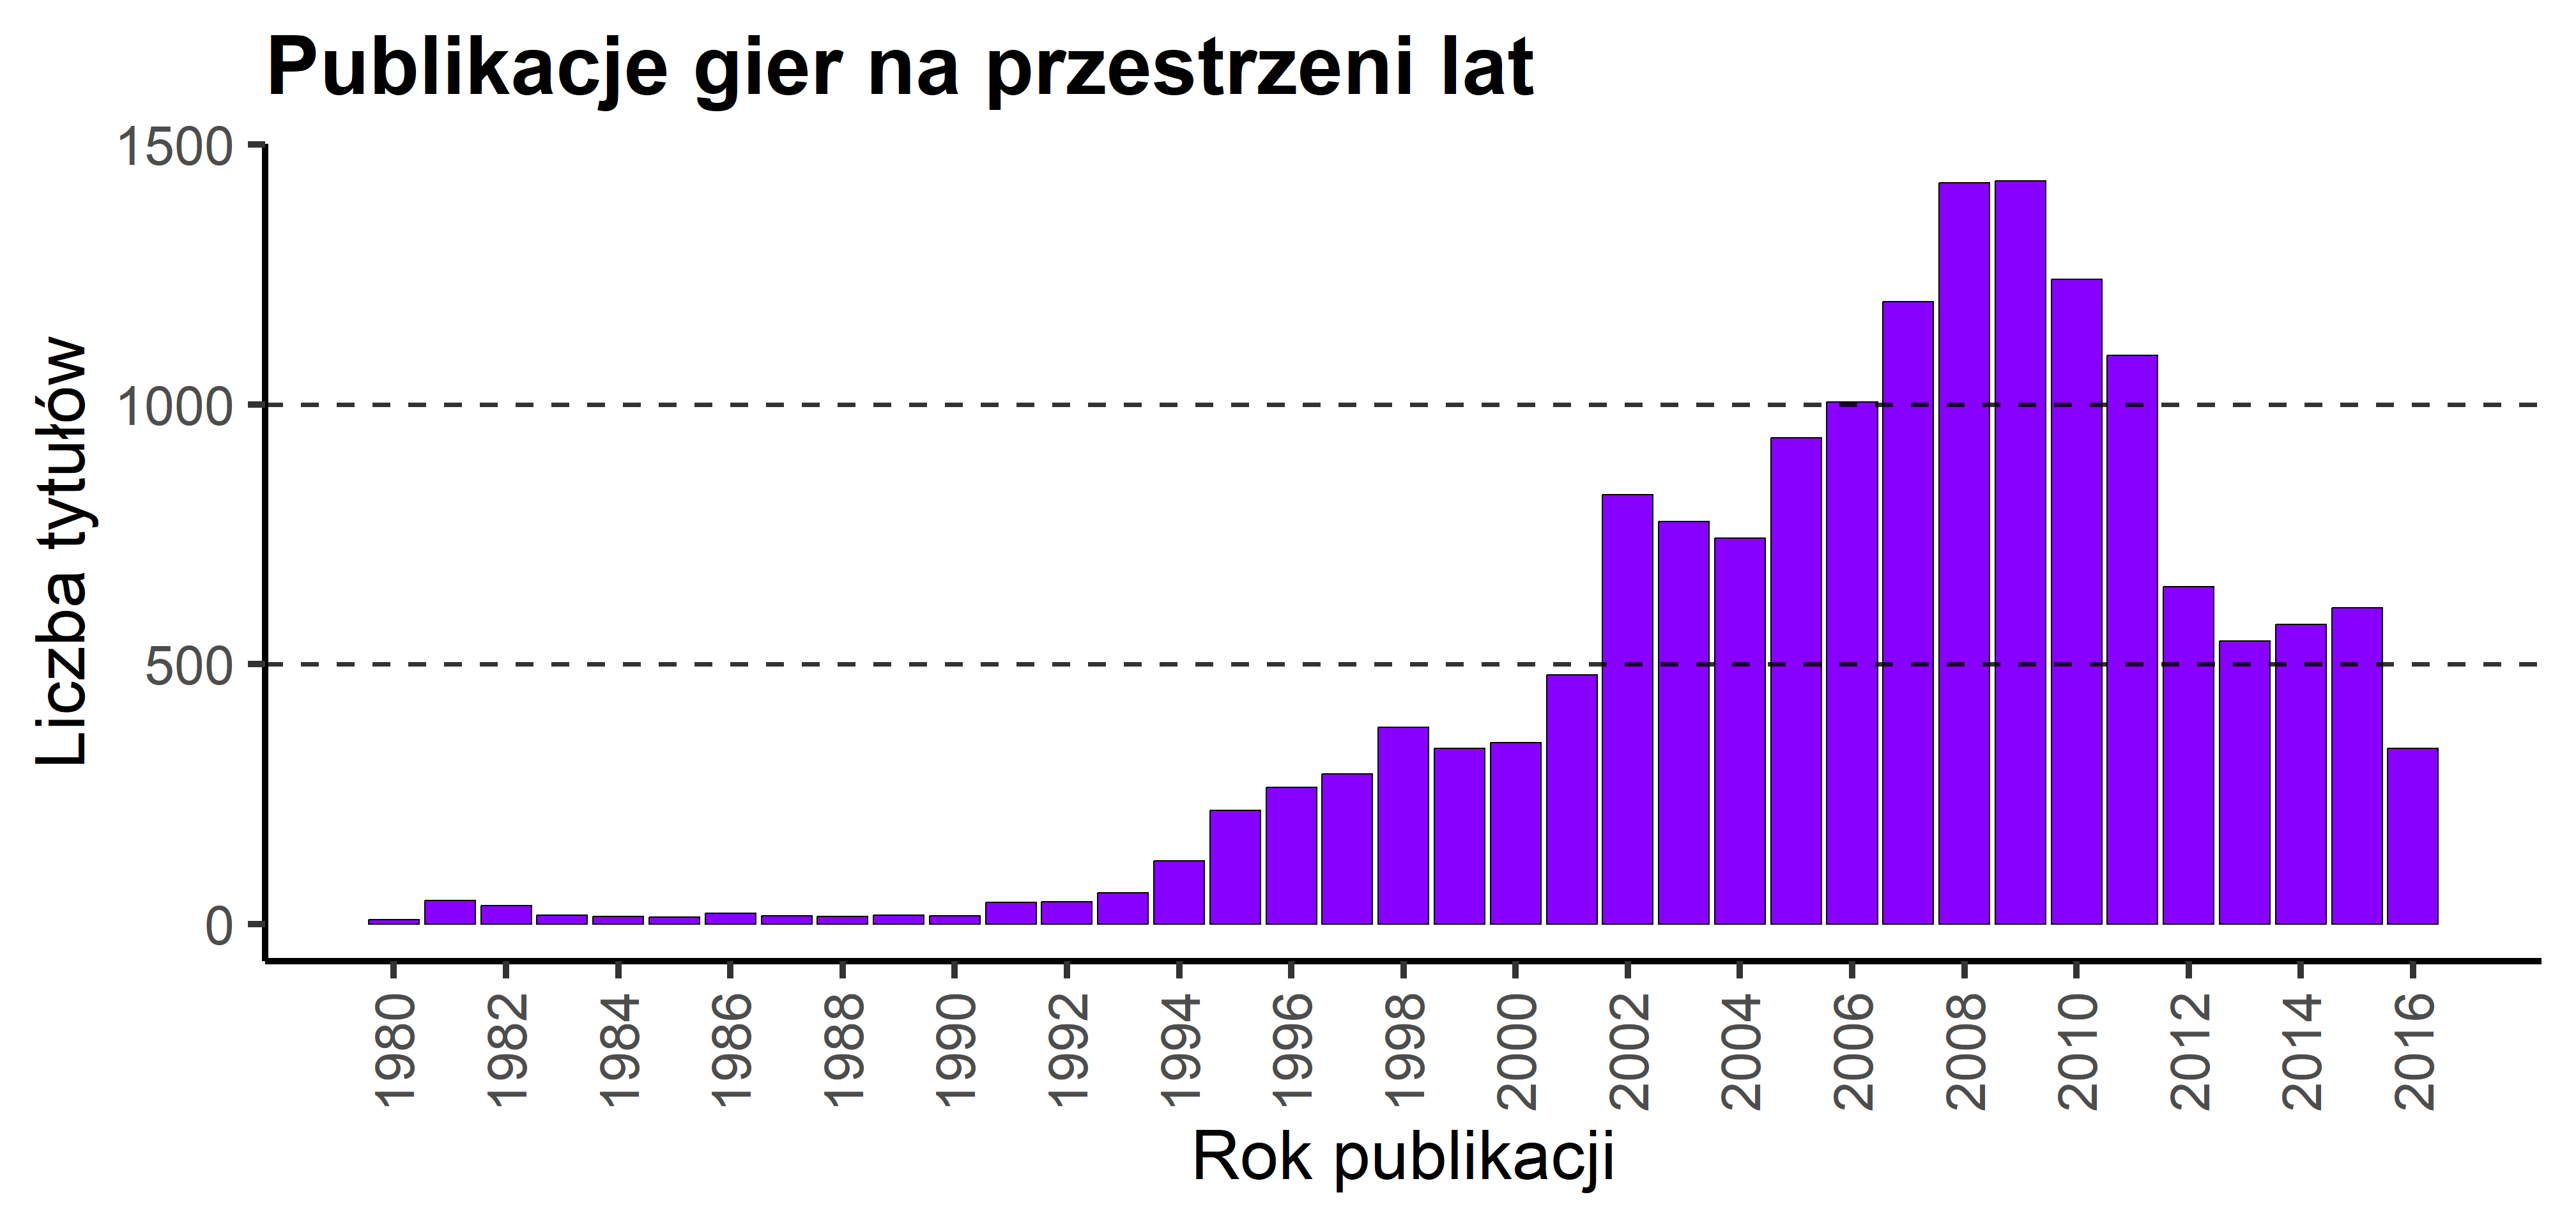 Publikacje gier na przestrzeni lat
1500
1000
500
0
Liczba tytułów
1980 1982 1984 1986 1988 1990 1992 1994 1996 1998 2000 2002 2004 2006 2008 2010 2012 2014 2016
Rok publikacji